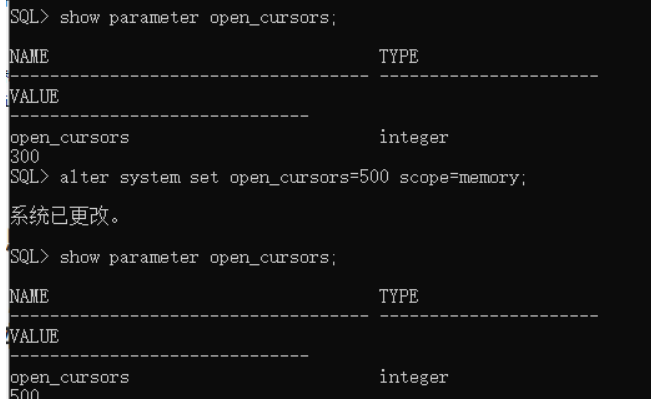 SQL> show parameter open_cursors;
NAME                                 TYPE
------------------------------------ ----------------------
VALUE
------------------------------
open_cursors                         integer
300
SQL> alter system set open_cursors=500 scope=memory;
系统已更改。
SQL> show parameter open_cursors;
NAME                                 TYPE
------------------------------------ ----------------------
VALUE
------------------------------
open_cursors                         integer
500